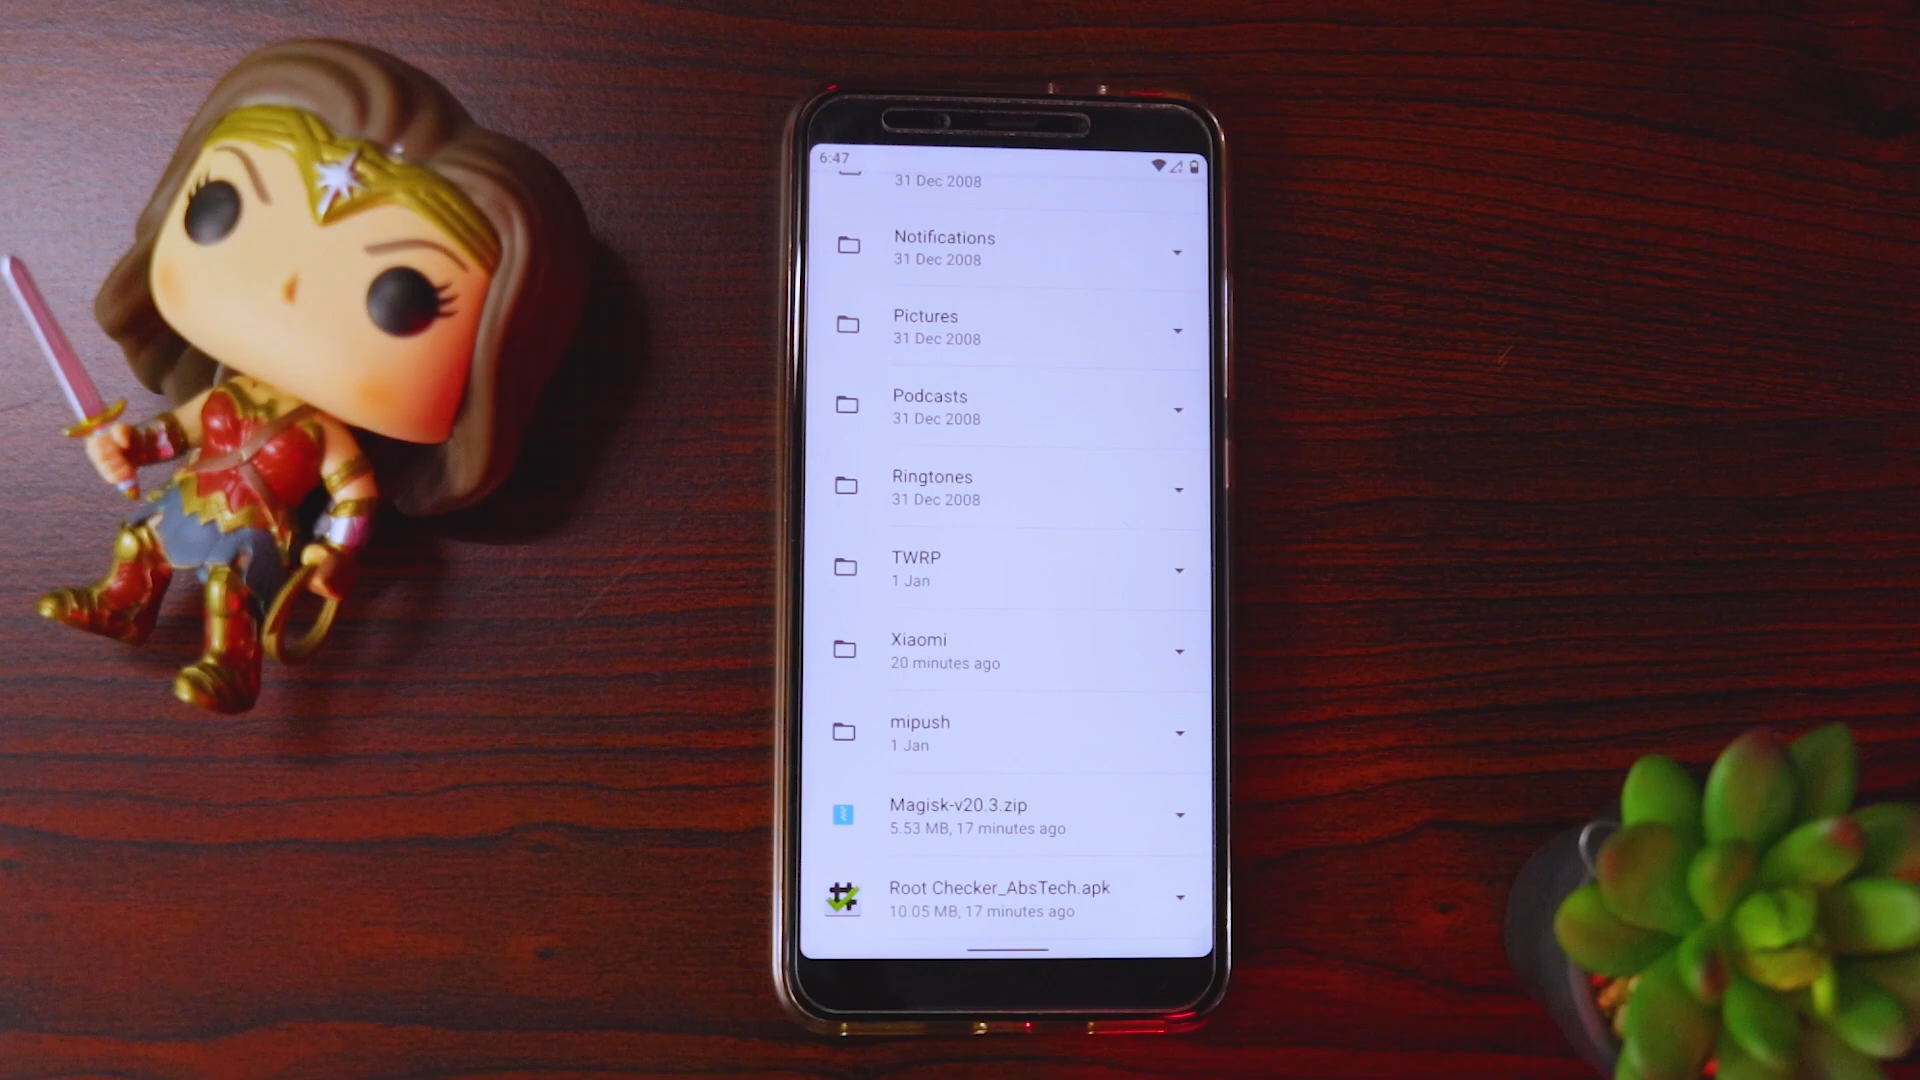 6:47
31 Dec 2008
Notifications
31 Dec 2008
Pictures
31 Dec 2008
Podcasts
31 Dec 2008
Ringtones
31 Dec 2008
TWRP
1 Jan
Xiaomi
20 minutes ago
mipush
1 Jan
Magisk-v20.3.zip
5.53 MB, 17 minutes ago
Root Checker_AbsTech.apk
10.05 MB, 17 minutes ago